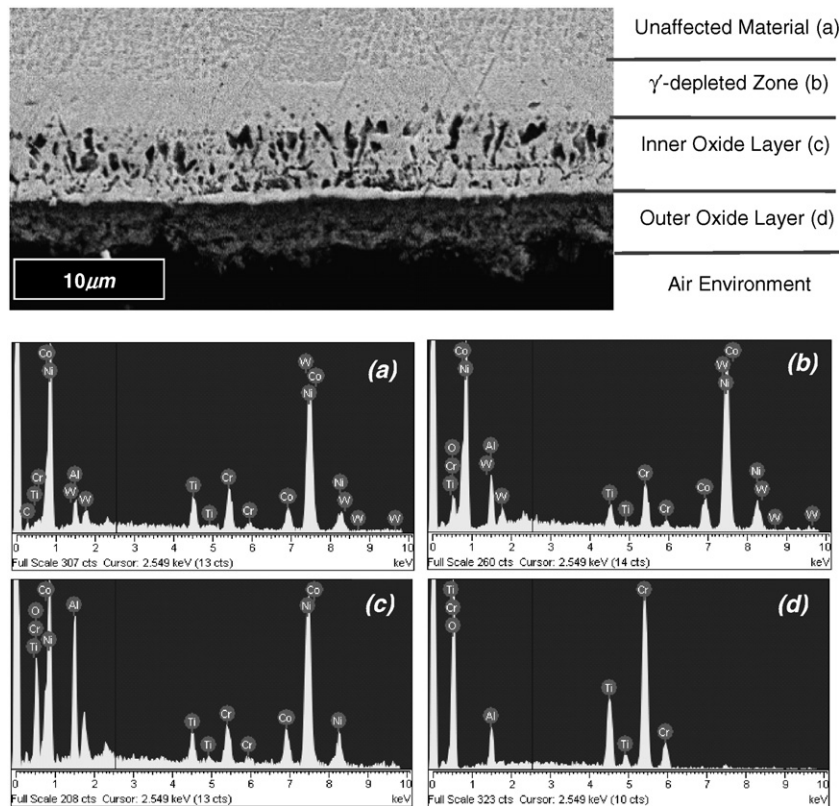 Unaffected Material (a)
γ′-depleted Zone (b)
Inner Oxide Layer (c)
Outer Oxide Layer (d)
Air Environment
10μm
(a)
Co
Ni
Cr
Ti
C
Al
W
W
Ti
Ti
Cr
Cr
Co
W
Co
Ni
Ni
W
W
W
0 1 2 3 4 5 6 7 8 9 10
Full Scale 307 cts Cursor: 2.549 keV (13 cts) keV
(b)
Co
Ni
O
Cr
Ti
Al
W
W
Ti
Ti
Cr
Cr
Co
Co
W
Ni
Ni
W
W
W
0 1 2 3 4 5 6 7 8 9 10
Full Scale 260 cts Cursor: 2.549 keV (14 cts) keV
(c)
Co
O
Cr
Ni
Ti
Al
Ti
Ti
Cr
Cr
Co
Co
Ni
Ni
0 1 2 3 4 5 6 7 8 9 10
Full Scale 208 cts Cursor: 2.549 keV (13 cts) keV
(d)
Ti
Cr
O
Al
Ti
Ti
Cr
Cr
0 1 2 3 4 5 6 7 8 9 10
Full Scale 323 cts Cursor: 2.549 keV (10 cts) keV